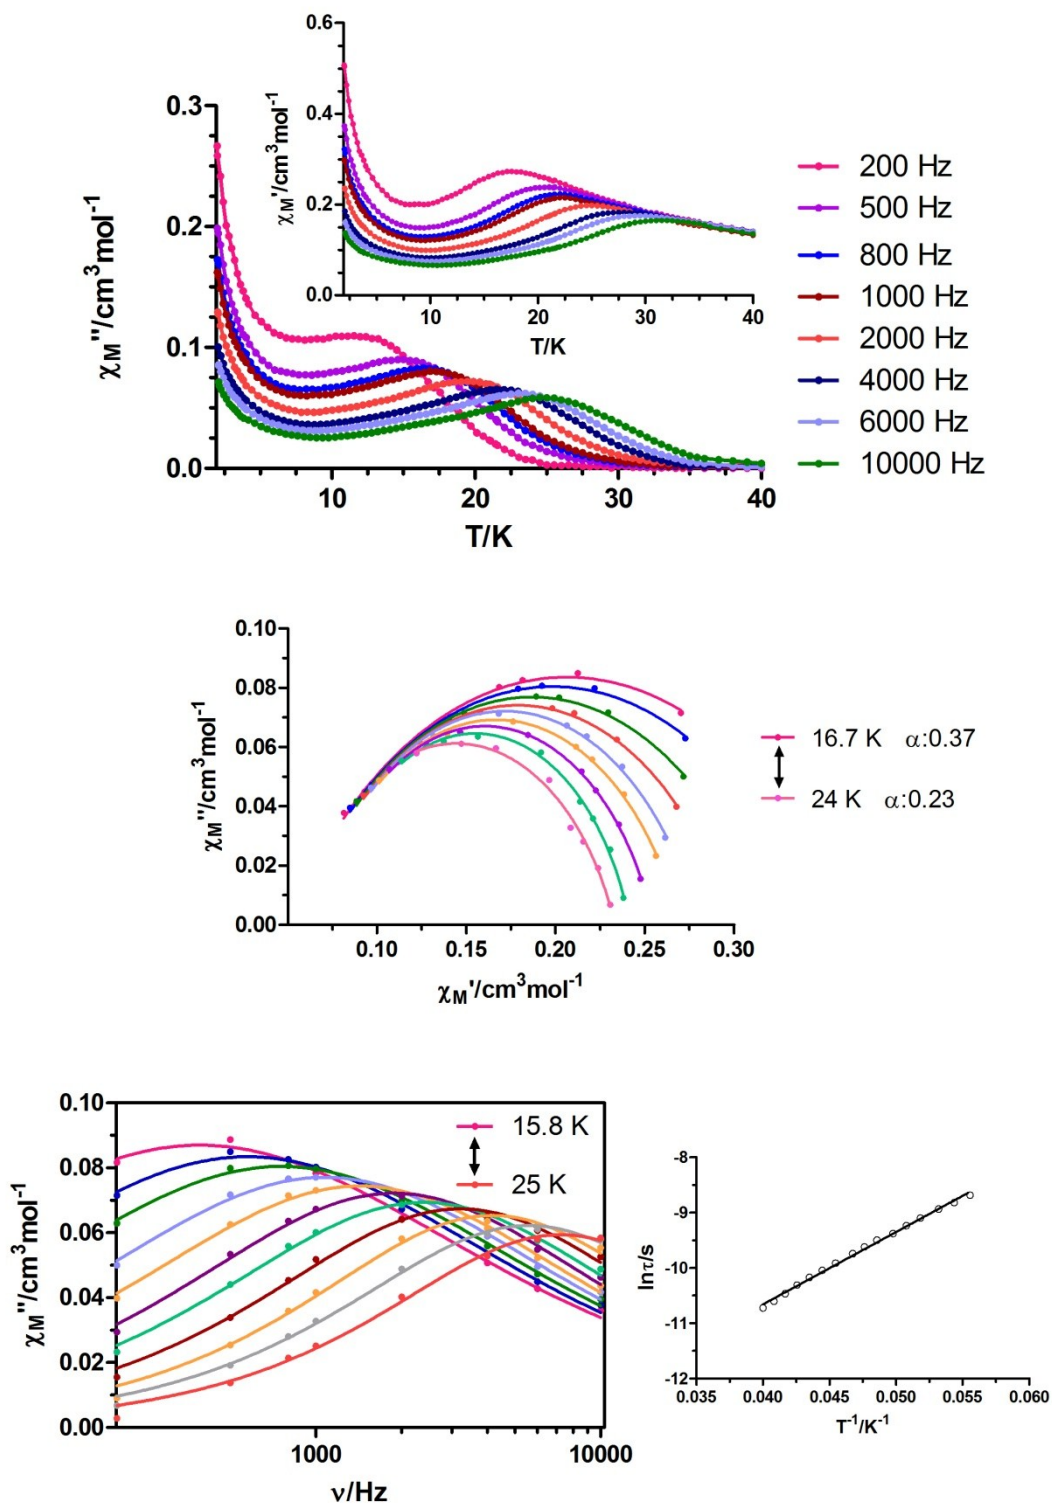 0.6
0.4
0.2
0.0
χM'/cm3mol-1
10 20 30 40
T/K
0.3
0.2
0.1
0.0
χM''/cm3mol-1
10 20 30 40
T/K
200 Hz
500 Hz
800 Hz
1000 Hz
2000 Hz
4000 Hz
6000 Hz
10000 Hz
0.10
0.08
0.06
0.04
0.02
0.00
χM''/cm3mol-1
0.10 0.15 0.20 0.25 0.30
χM'/cm3mol-1
16.7 K α:0.37
24 K α:0.23
0.10
0.08
0.06
0.04
0.02
0.00
χM''/cm3mol-1
1000 10000
ν/Hz
15.8 K
25 K
-8
-9
-10
-11
-12
lnτ/s
0.035 0.040 0.045 0.050 0.055 0.060
T-1/K-1